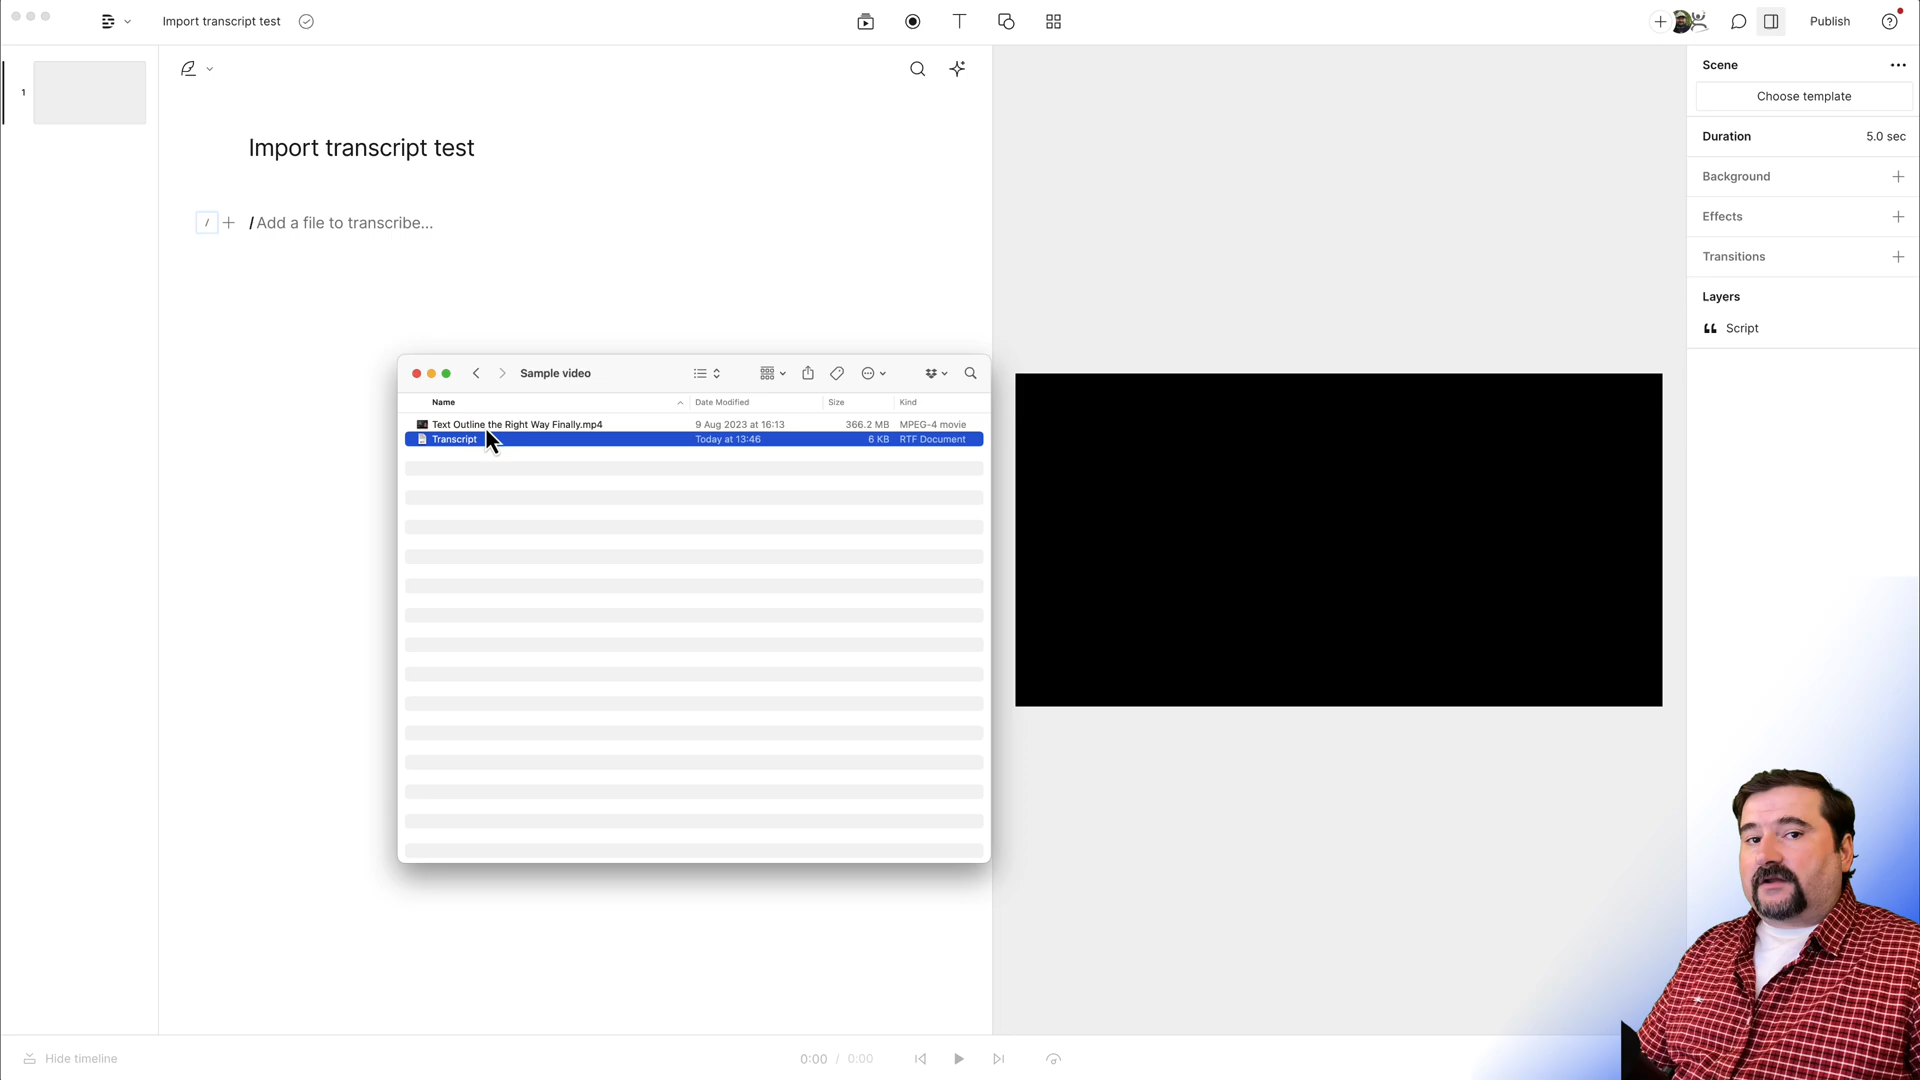 Import transcript test
Publish
1
Import transcript test
/
/ Add a file to transcribe...
Scene
Choose template
Duration 5.0 sec
Background
Effects
Transitions
Layers
Script
Sample video
Name Date Modified Size Kind
Text Outline the Right Way Finally.mp4 9 Aug 2023 at 16:13 366.2 MB MPEG-4 movie
Transcript Today at 13:46 6 KB RTF Document
Hide timeline
0:00 / 0:00